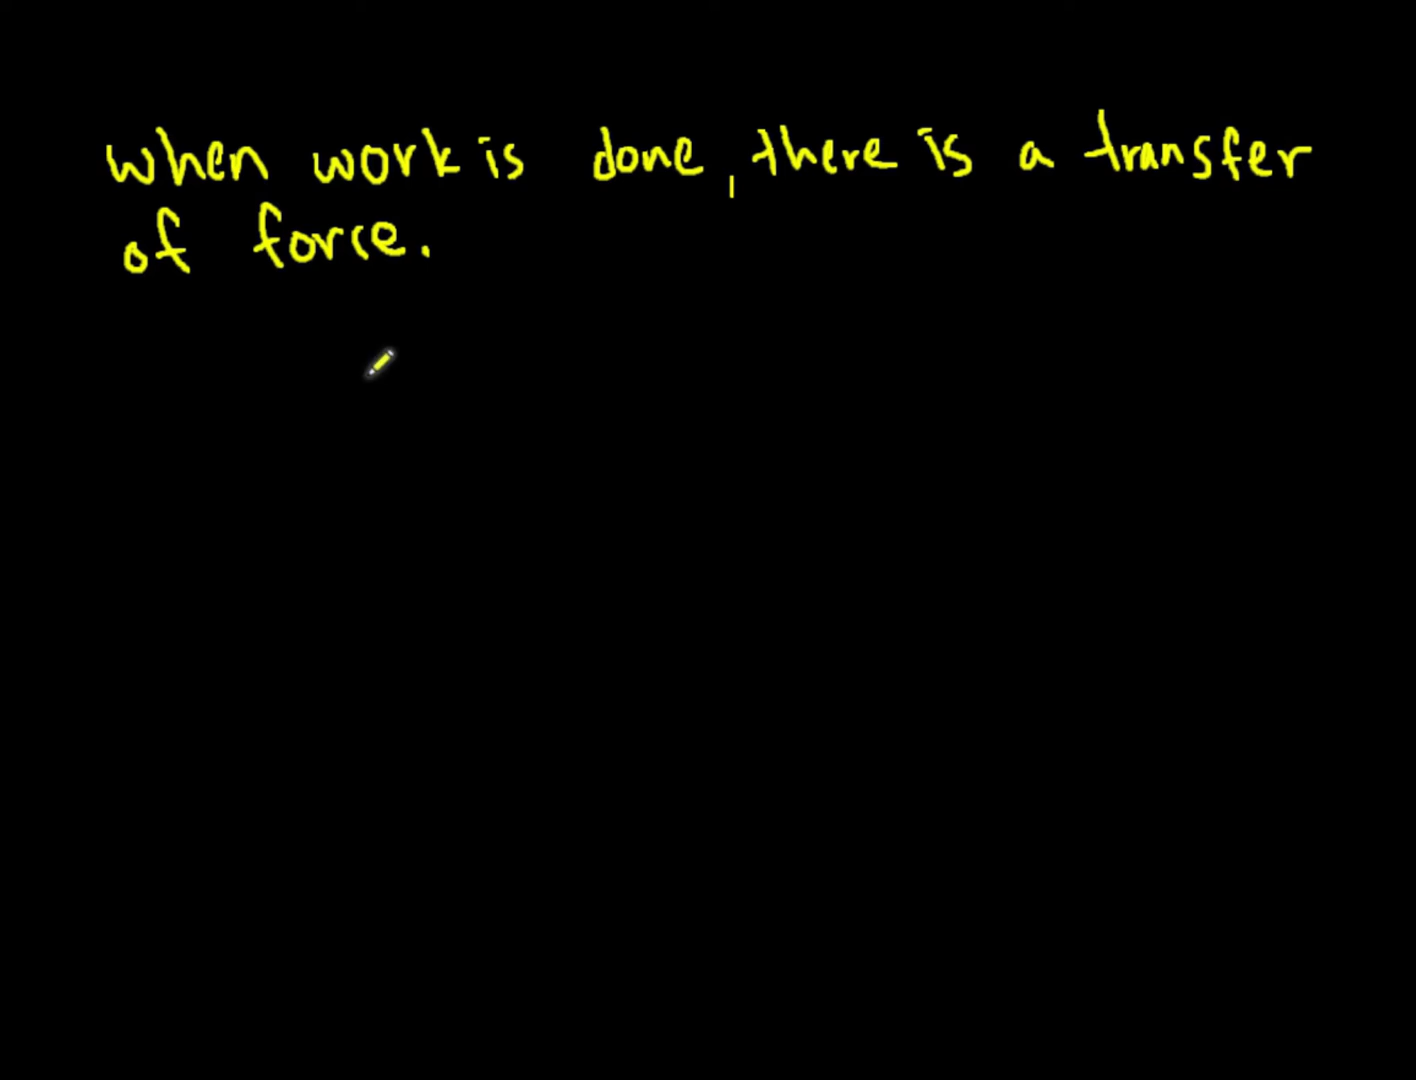 when work is done, there is a transfer
of force.